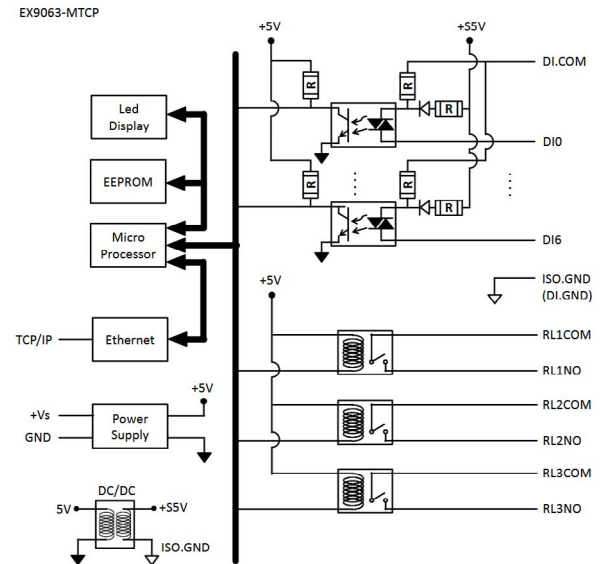 EX9063-MTCP
+5V
+S5V
DI.COM
R
R
R
Led
Display
DI0
EEPROM
R
R
R
Micro
Processor
DI6
+5V
ISO.GND
(DI.GND)
TCP/IP
Ethernet
RL1COM
RL1NO
+5V
+Vs
GND
Power
Supply
RL2COM
RL2NO
RL3COM
RL3NO
DC/DC
5V
+S5V
ISO.GND